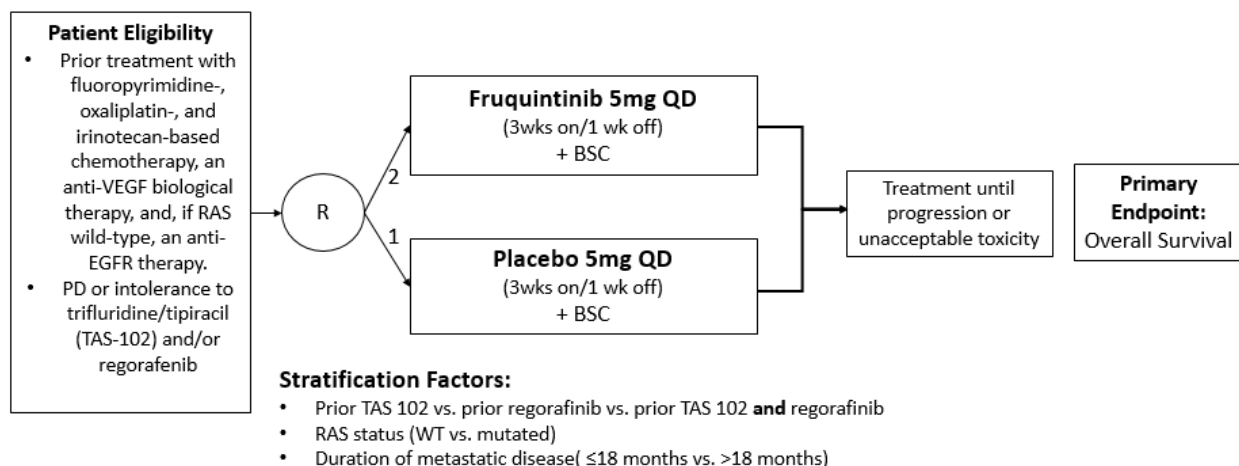 Patient Eligibility
• Prior treatment with
fluoropyrimidine-,
oxaliplatin-, and
irinotecan-based
chemotherapy, an
anti-VEGF biological
therapy, and, if RAS
wild-type, an anti-
EGFR therapy.
• PD or intolerance to
trifluridine/tipiracil
(TAS-102) and/or
regorafenib
R
2
1
Fruquintinib 5mg QD
(3wks on/1 wk off)
+ BSC
Placebo 5mg QD
(3wks on/1 wk off)
+ BSC
Treatment until
progression or
unacceptable toxicity
Primary
Endpoint:
Overall Survival
Stratification Factors:
• Prior TAS 102 vs. prior regorafinib vs. prior TAS 102 and regorafinib
• RAS status (WT vs. mutated)
• Duration of metastatic disease( ≤18 months vs. >18 months)